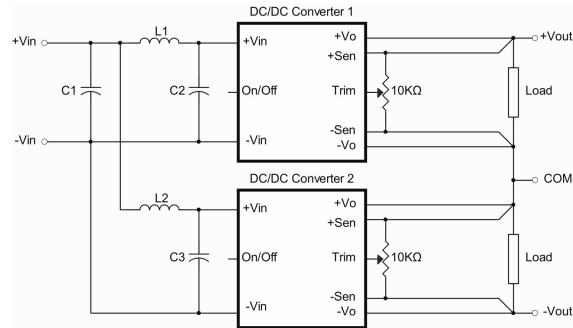 DC/DC Converter 1
+Vin
L1
+Vin
+Vo
+Vout
+Sen
C1
C2
On/Off
Trim
10KΩ
Load
-Sen
-Vin
-Vin
-Vo
COM
DC/DC Converter 2
L2
+Vin
+Vo
+Sen
C3
On/Off
Trim
10KΩ
Load
-Sen
-Vin
-Vo
-Vout